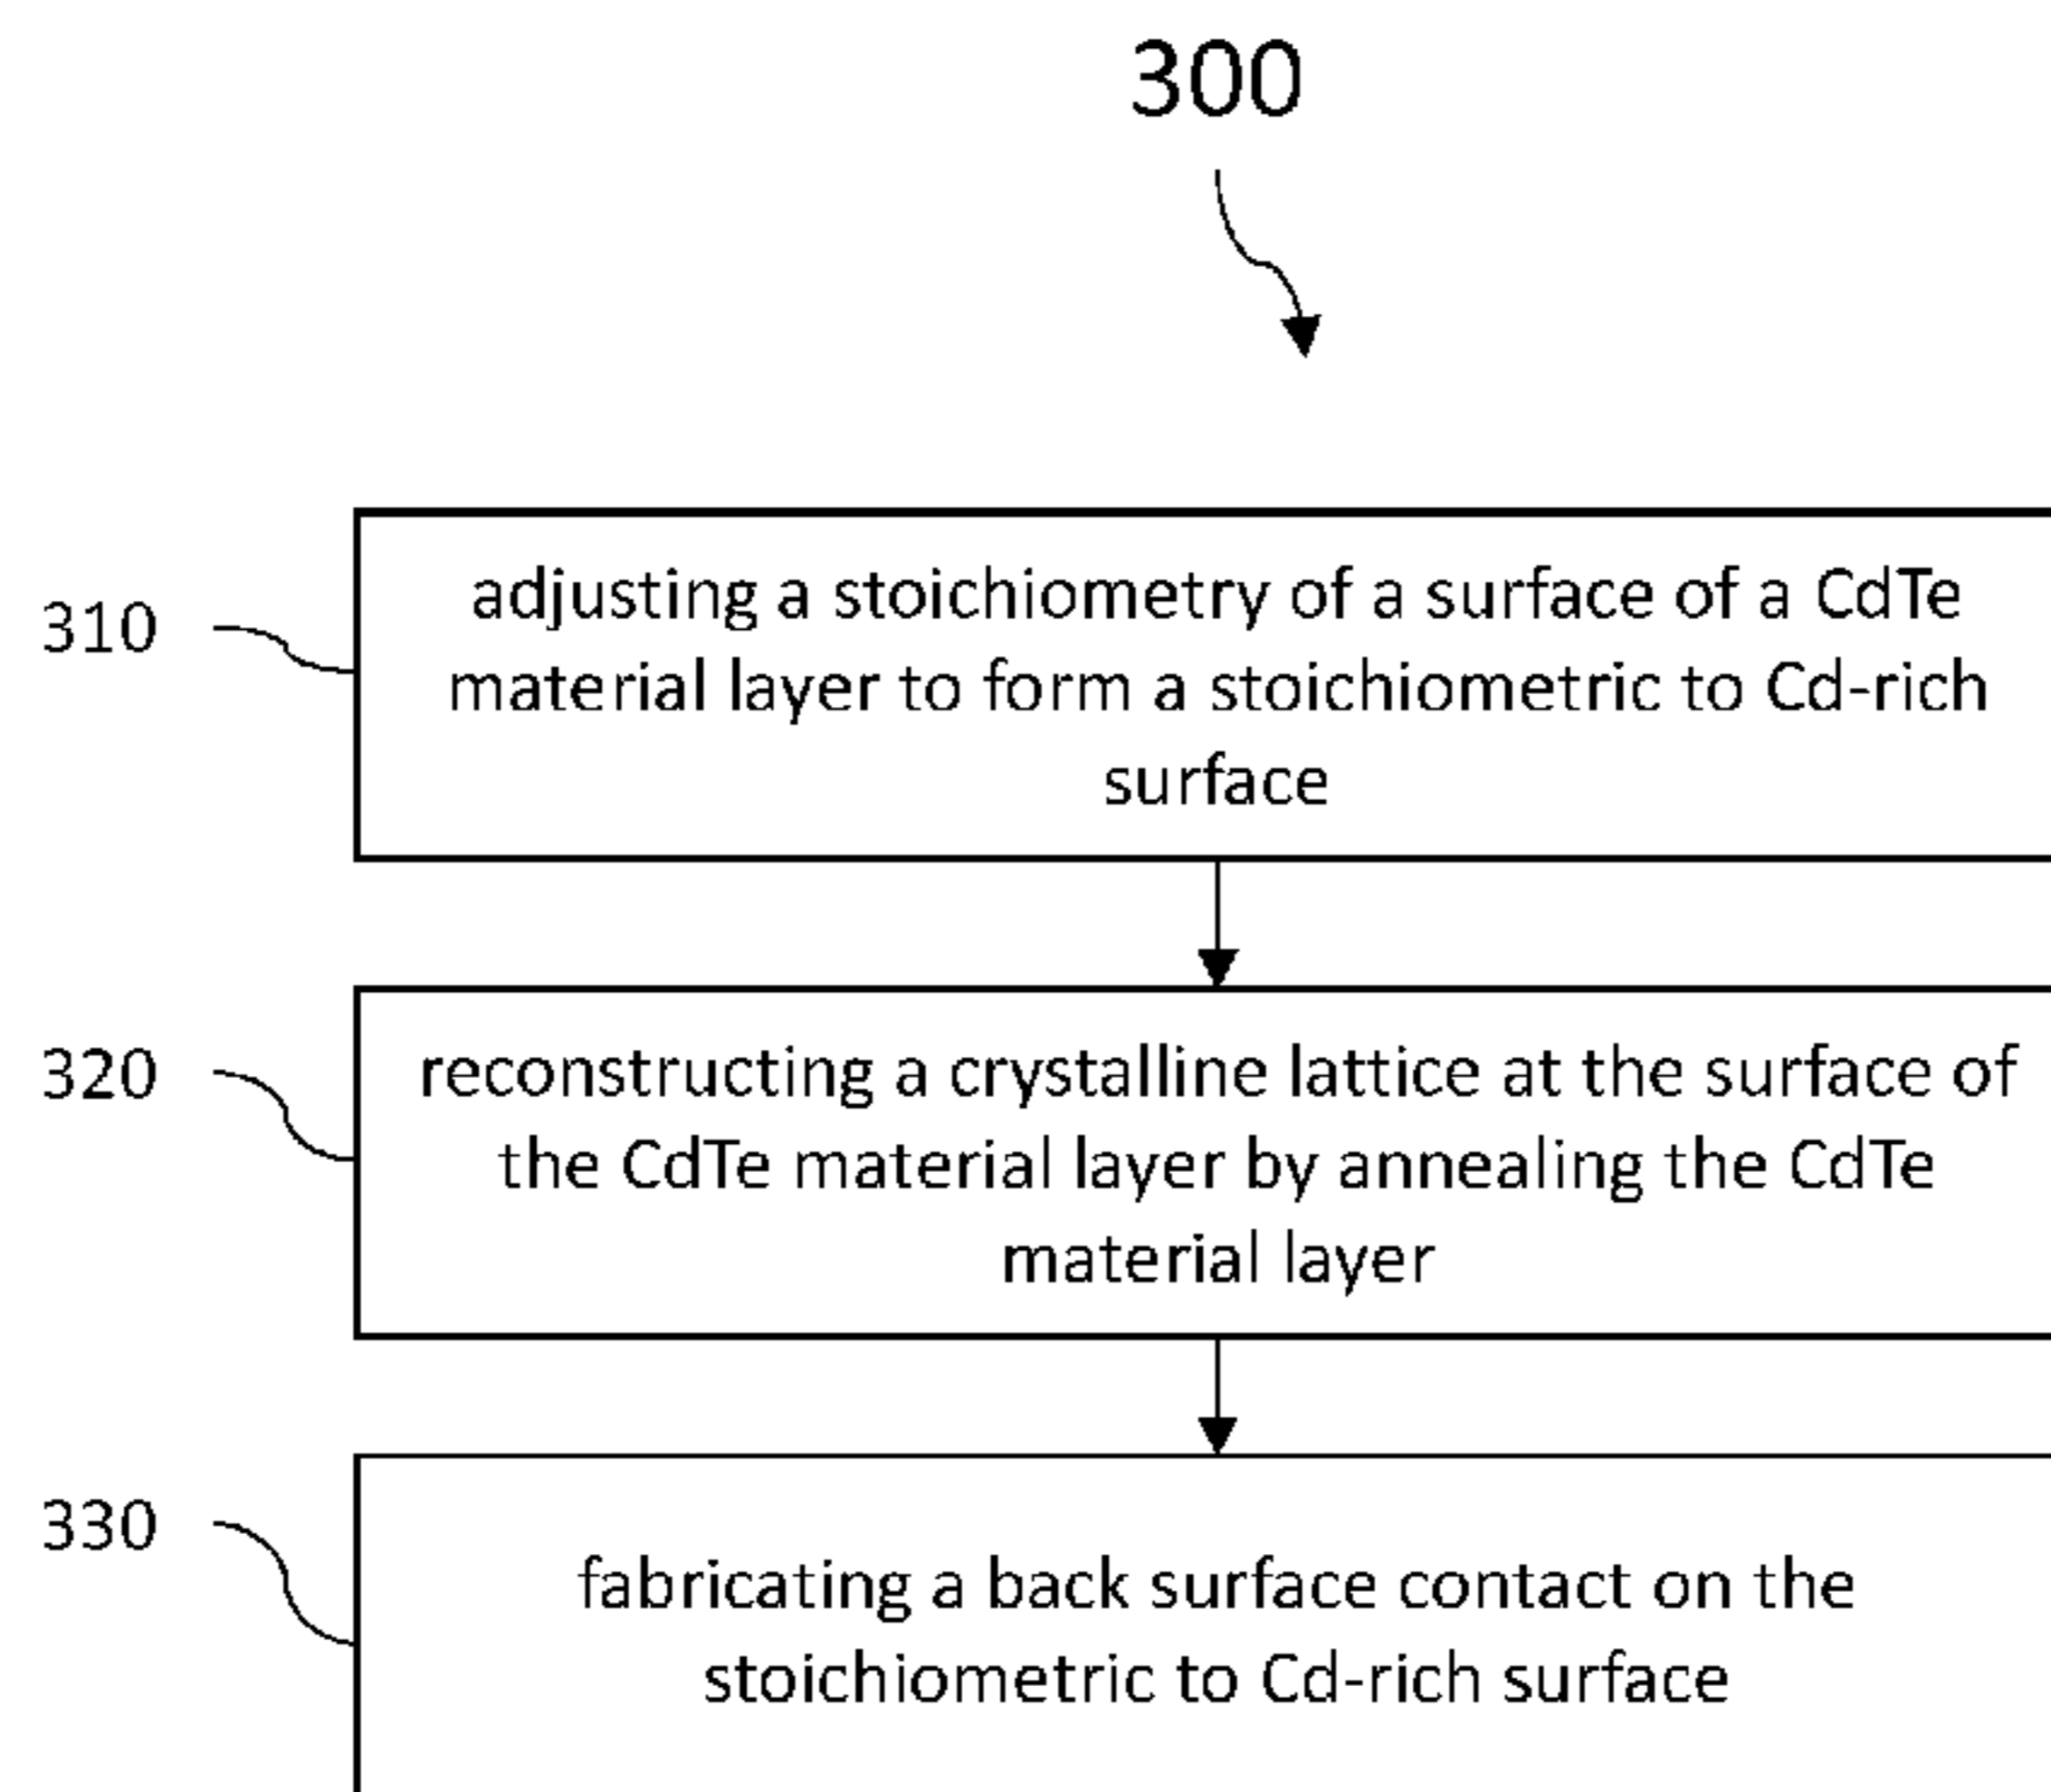 300
310
adjusting a stoichiometry of a surface of a CdTe
material layer to form a stoichiometric to Cd-rich
surface
320
reconstructing a crystalline lattice at the surface of
the CdTe material layer by annealing the CdTe
material layer
330
fabricating a back surface contact on the
stoichiometric to Cd-rich surface